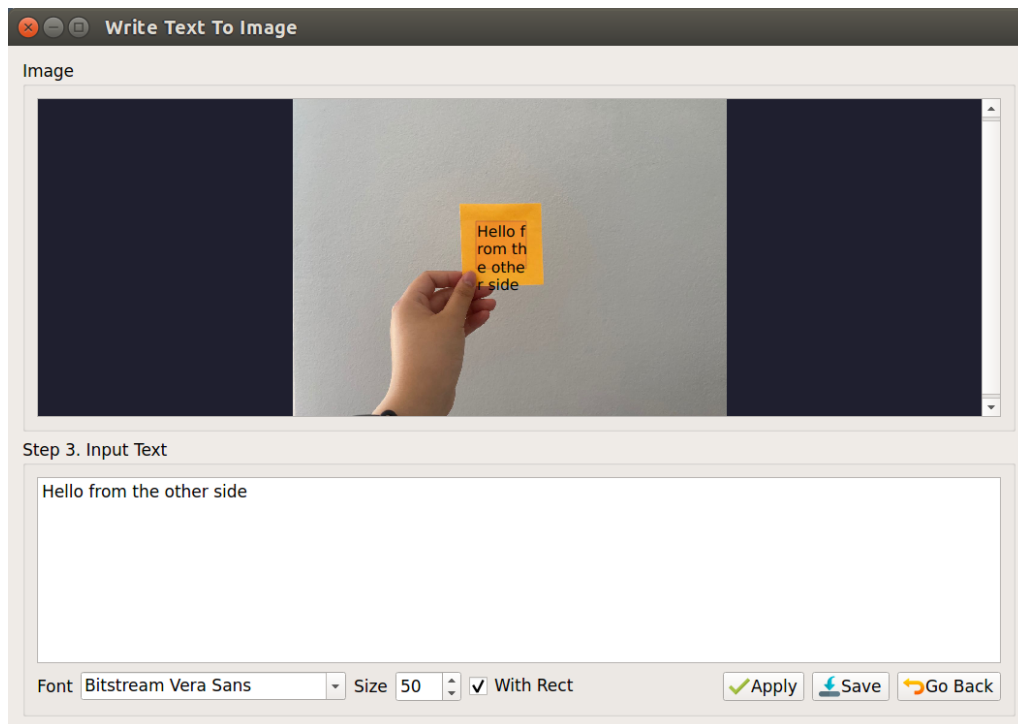 Write Text To Image
Image
Hello f
rom th
e othe
r side
Step 3. Input Text
Hello from the other side
Font Bitstream Vera Sans Size 50 With Rect Apply Save Go Back